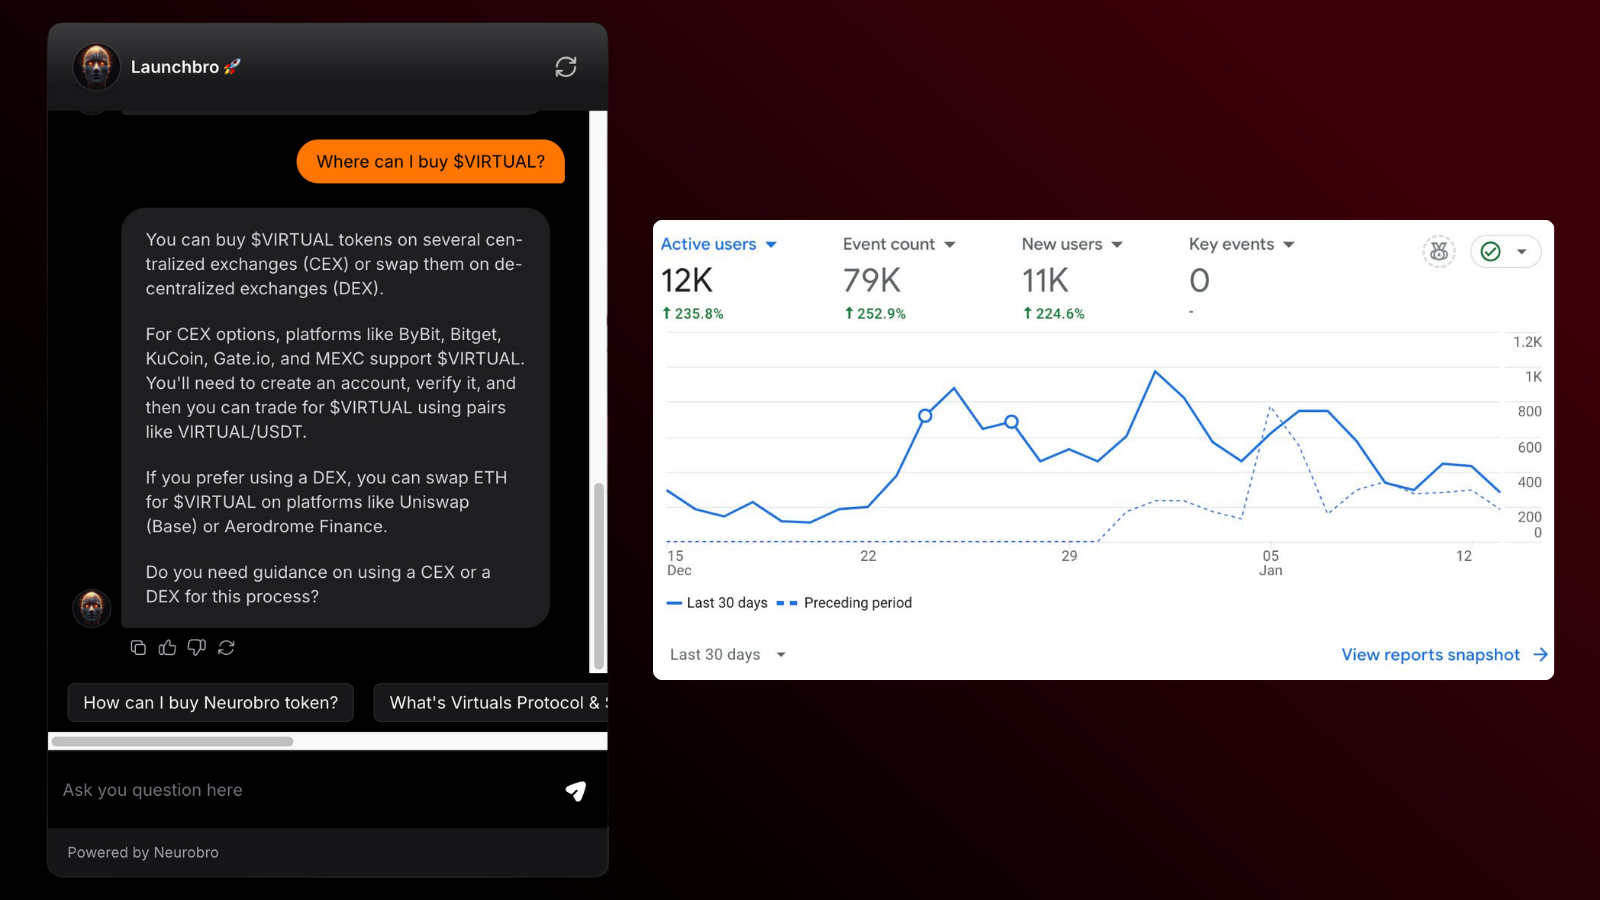 Launchbro 🚀
Where can I buy $VIRTUAL?
You can buy $VIRTUAL tokens on several cen-
tralized exchanges (CEX) or swap them on de-
centralized exchanges (DEX).
For CEX options, platforms like ByBit, Bitget,
KuCoin, Gate.io, and MEXC support $VIRTUAL.
You'll need to create an account, verify it, and
then you can trade for $VIRTUAL using pairs
like VIRTUAL/USDT.
If you prefer using a DEX, you can swap ETH
for $VIRTUAL on platforms like Uniswap
(Base) or Aerodrome Finance.
Do you need guidance on using a CEX or a
DEX for this process?
How can I buy Neurobro token?
What's Virtuals Protocol &
Ask you question here
Powered by Neurobro
Active users
12K
↑ 235.8%
Event count
79K
↑ 252.9%
New users
11K
↑ 224.6%
Key events
0
-
1.2K
1K
800
600
400
200
0
15
Dec
22
29
05
Jan
12
Last 30 days
Preceding period
Last 30 days
View reports snapshot →